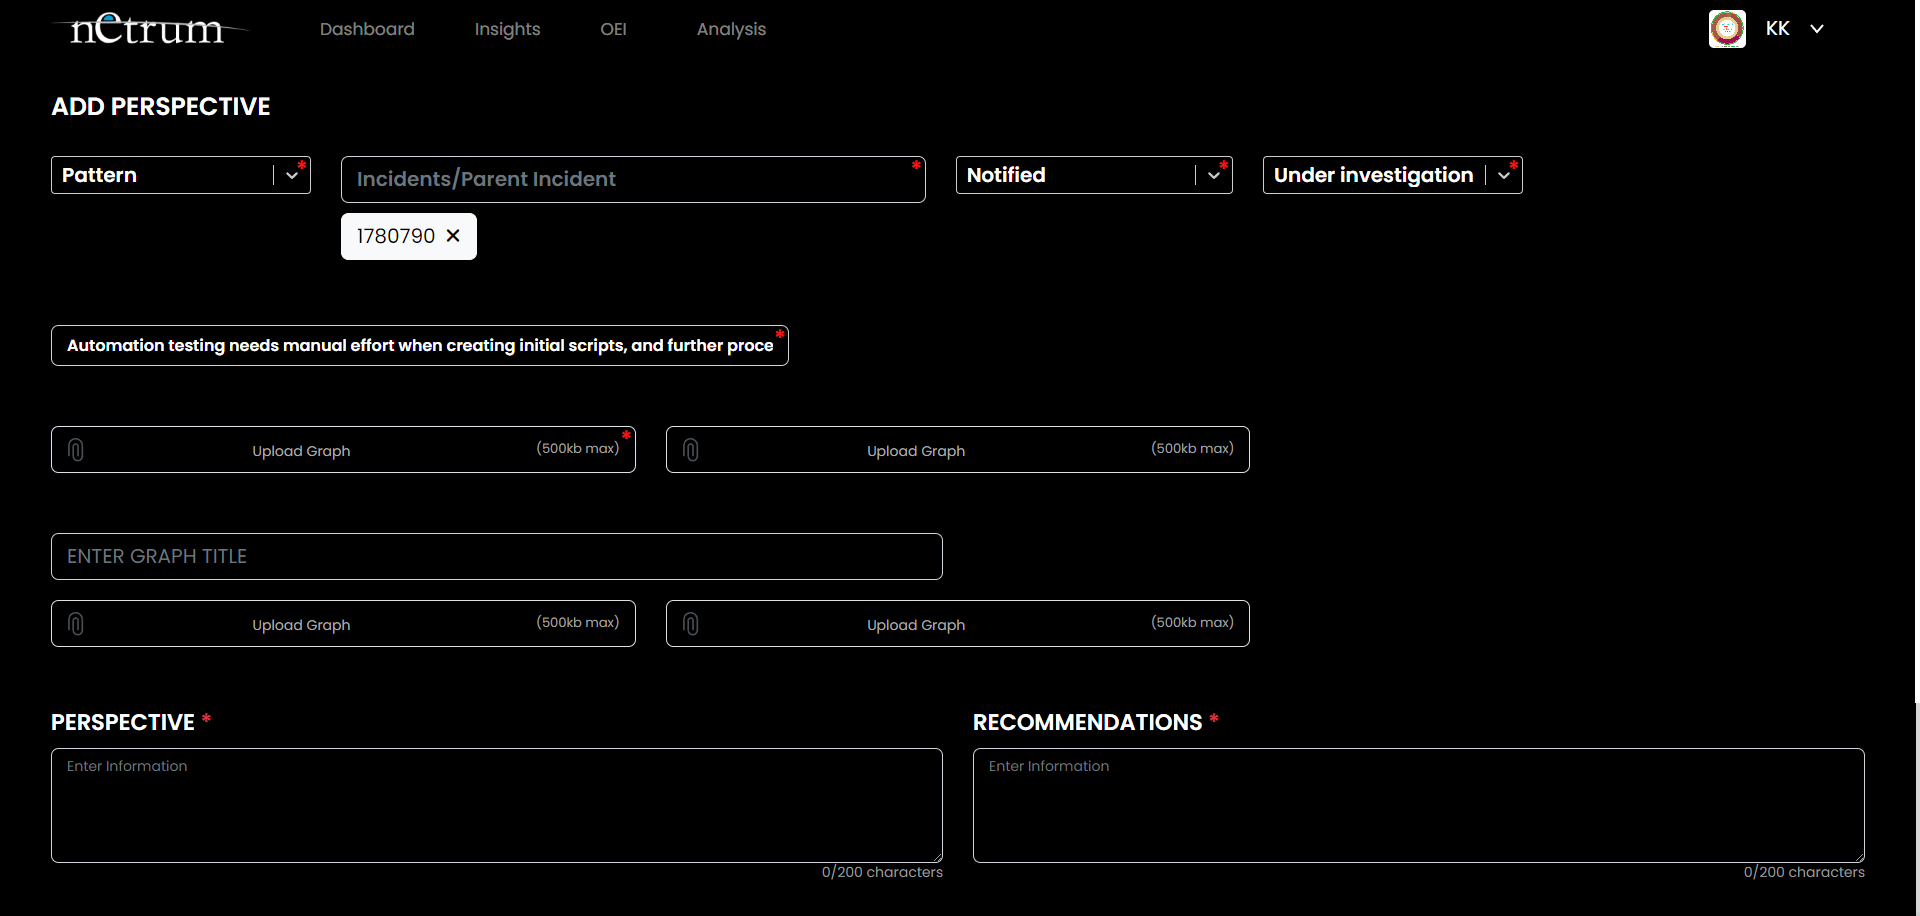 netrum Dashboard Insights OEI Analysis KK
ADD PERSPECTIVE
Pattern * Incidents/Parent Incident * Notified * Under investigation *
1780790 ✕
Automation testing needs manual effort when creating initial scripts, and further proce *
Upload Graph (500kb max) * Upload Graph (500kb max)
ENTER GRAPH TITLE
Upload Graph (500kb max) Upload Graph (500kb max)
PERSPECTIVE * RECOMMENDATIONS *
Enter Information Enter Information
0/200 characters 0/200 characters